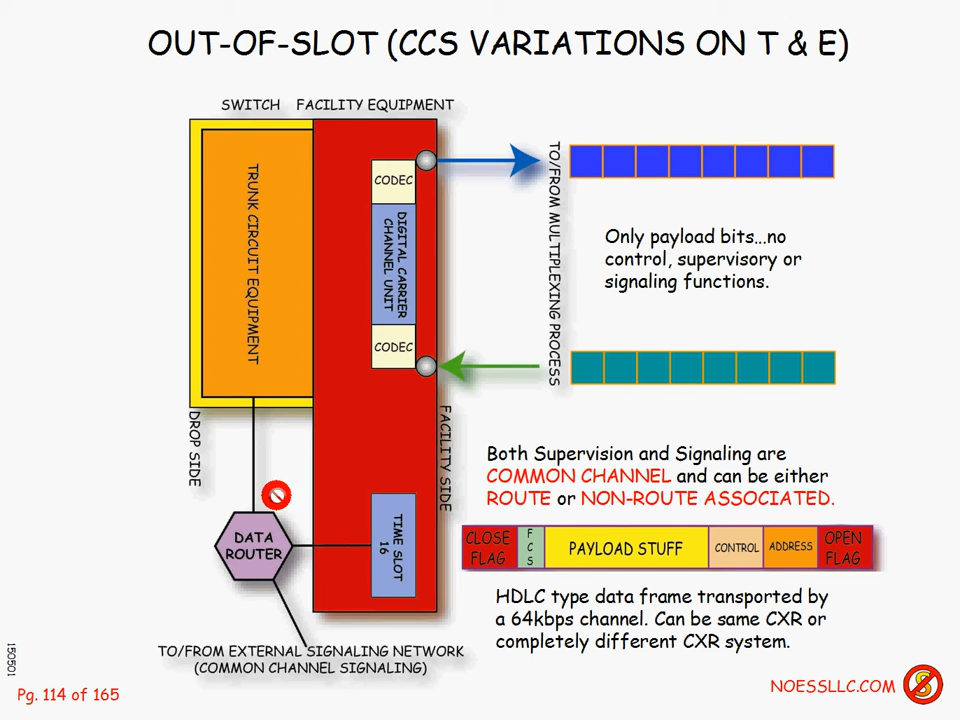 OUT-OF-SLOT (CCS VARIATIONS ON T & E)
SWITCH
FACILITY EQUIPMENT
TRUNK CIRCUIT EQUIPMENT
CODEC
DIGITAL CARRIER
CHANNEL UNIT
CODEC
TO/FROM MULTIPLEXING PROCESS
Only payload bits...no
control, supervisory or
signaling functions.
DROP SIDE
FACILITY SIDE
Both Supervision and Signaling are
COMMON CHANNEL and can be either
ROUTE or NON-ROUTE ASSOCIATED.
DATA
ROUTER
TIME SLOT
16
CLOSE
FLAG
FCS
PAYLOAD STUFF
CONTROL
ADDRESS
OPEN
FLAG
HDLC type data frame transported by
a 64kbps channel. Can be same CXR or
completely different CXR system.
TO/FROM EXTERNAL SIGNALING NETWORK
(COMMON CHANNEL SIGNALING)
150501
Pg. 114 of 165
NOESSLLC.COM
S